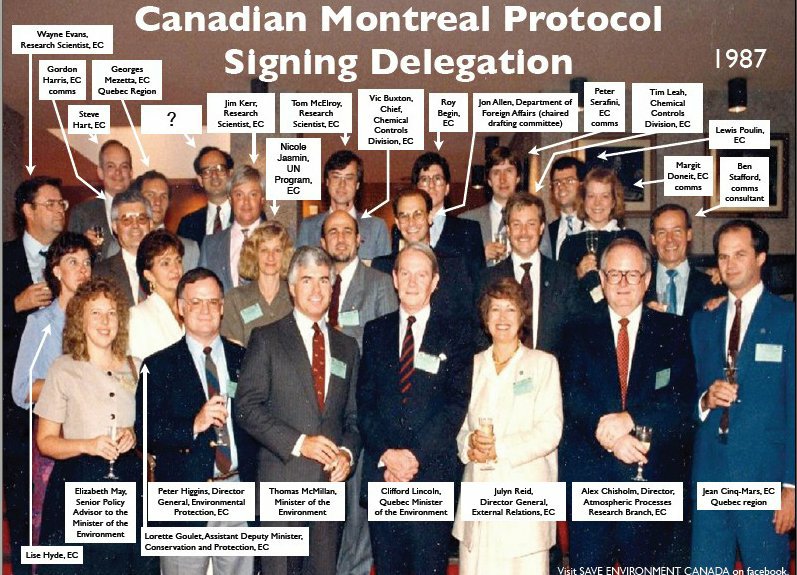 Canadian Montreal Protocol
Signing Delegation
1987
Wayne Evans,
Research Scientist, EC
Gordon
Harris, EC
comms
Georges
Mezetta, EC
Quebec Region
Steve
Hart, EC
?
Jim Kerr,
Research
Scientist, EC
Nicole
Jasmin,
UN
Program,
EC
Tom McElroy,
Research
Scientist, EC
Vic Buxton,
Chief,
Chemical
Controls
Division, EC
Roy
Begin,
EC
Jon Allen, Department of
Foreign Affairs (chaired
drafting committee)
Peter
Serafini,
EC
comms
Tim Leah,
Chemical
Controls
Division, EC
Lewis Poulin,
EC
Margit
Doneit, EC
comms
Ben
Stafford,
comms
consultant
Elizabeth May,
Senior Policy
Advisor to the
Minister of the
Environment
Peter Higgins, Director
General, Environmental
Protection, EC
Thomas McMillan,
Minister of the
Environment
Clifford Lincoln,
Quebec Minister
of the Environment
Julyn Reid,
Director General,
External Relations, EC
Alex Chisholm, Director,
Atmospheric Processes
Research Branch, EC
Jean Cinq-Mars, EC
Quebec region
Lorette Goulet, Assistant Deputy Minister,
Conservation and Protection, EC
Lise Hyde, EC
Visit SAVE ENVIRONMENT CANADA on facebook.